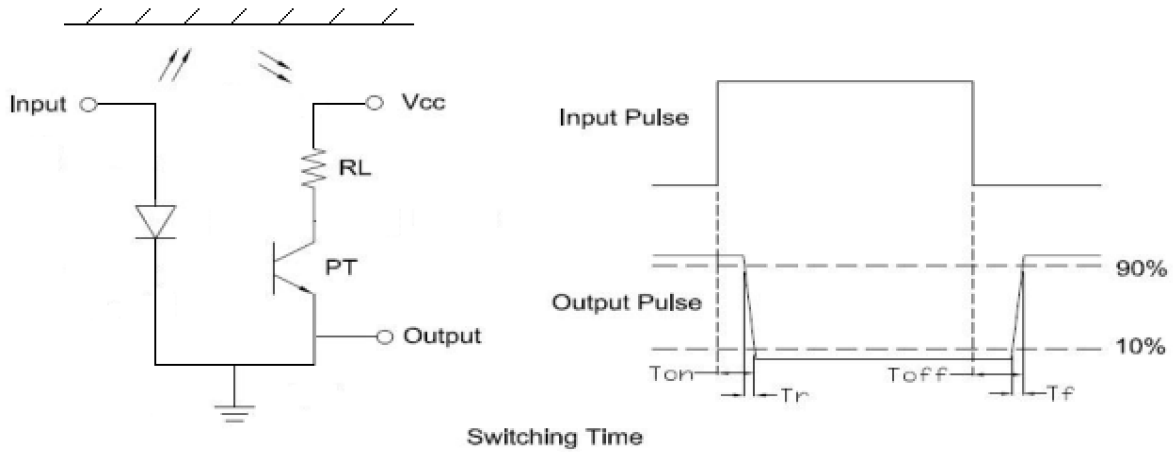 Input
Vcc
RL
PT
Output
Input Pulse
Output Pulse
90%
10%
Ton
Tr
Toff
Tf
Switching Time